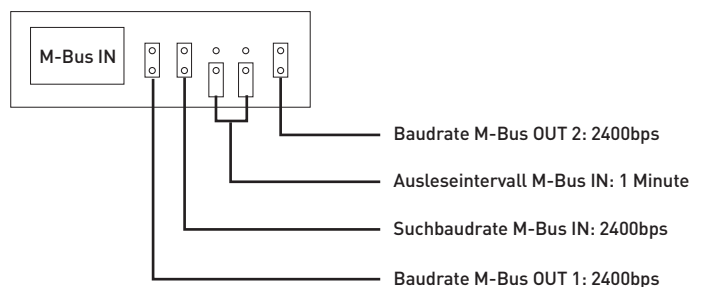 M-Bus IN
Baudrate M-Bus OUT 2: 2400bps
Ausleseintervall M-Bus IN: 1 Minute
Suchbaudrate M-Bus IN: 2400bps
Baudrate M-Bus OUT 1: 2400bps